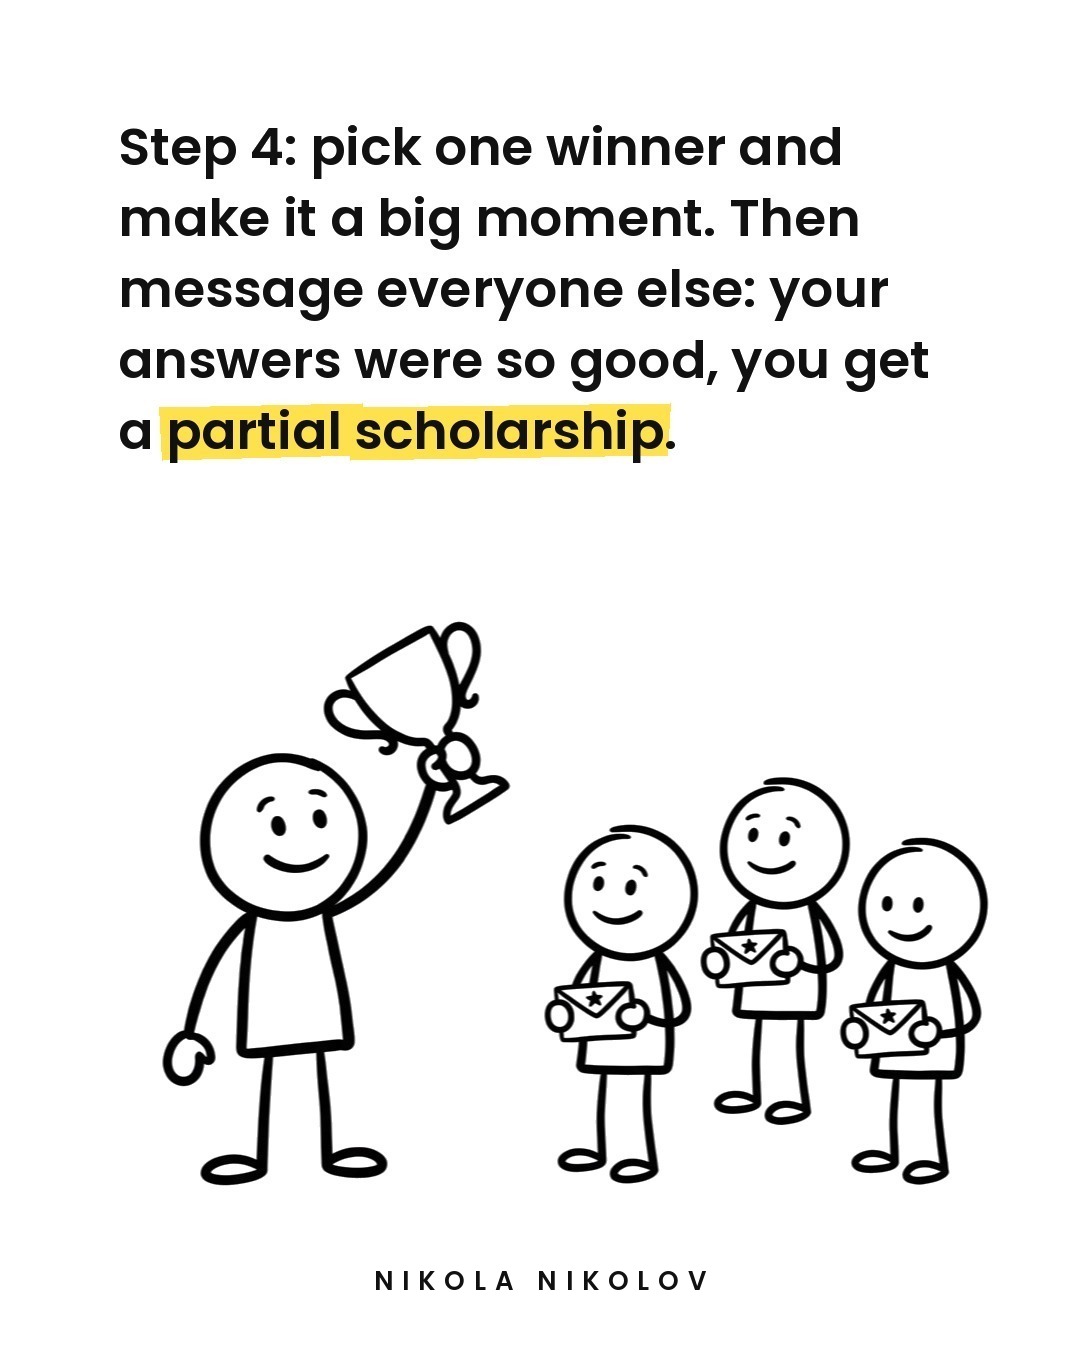 Step 4: pick one winner and
make it a big moment. Then
message everyone else: your
answers were so good, you get
a partial scholarship.
NIKOLA NIKOLOV